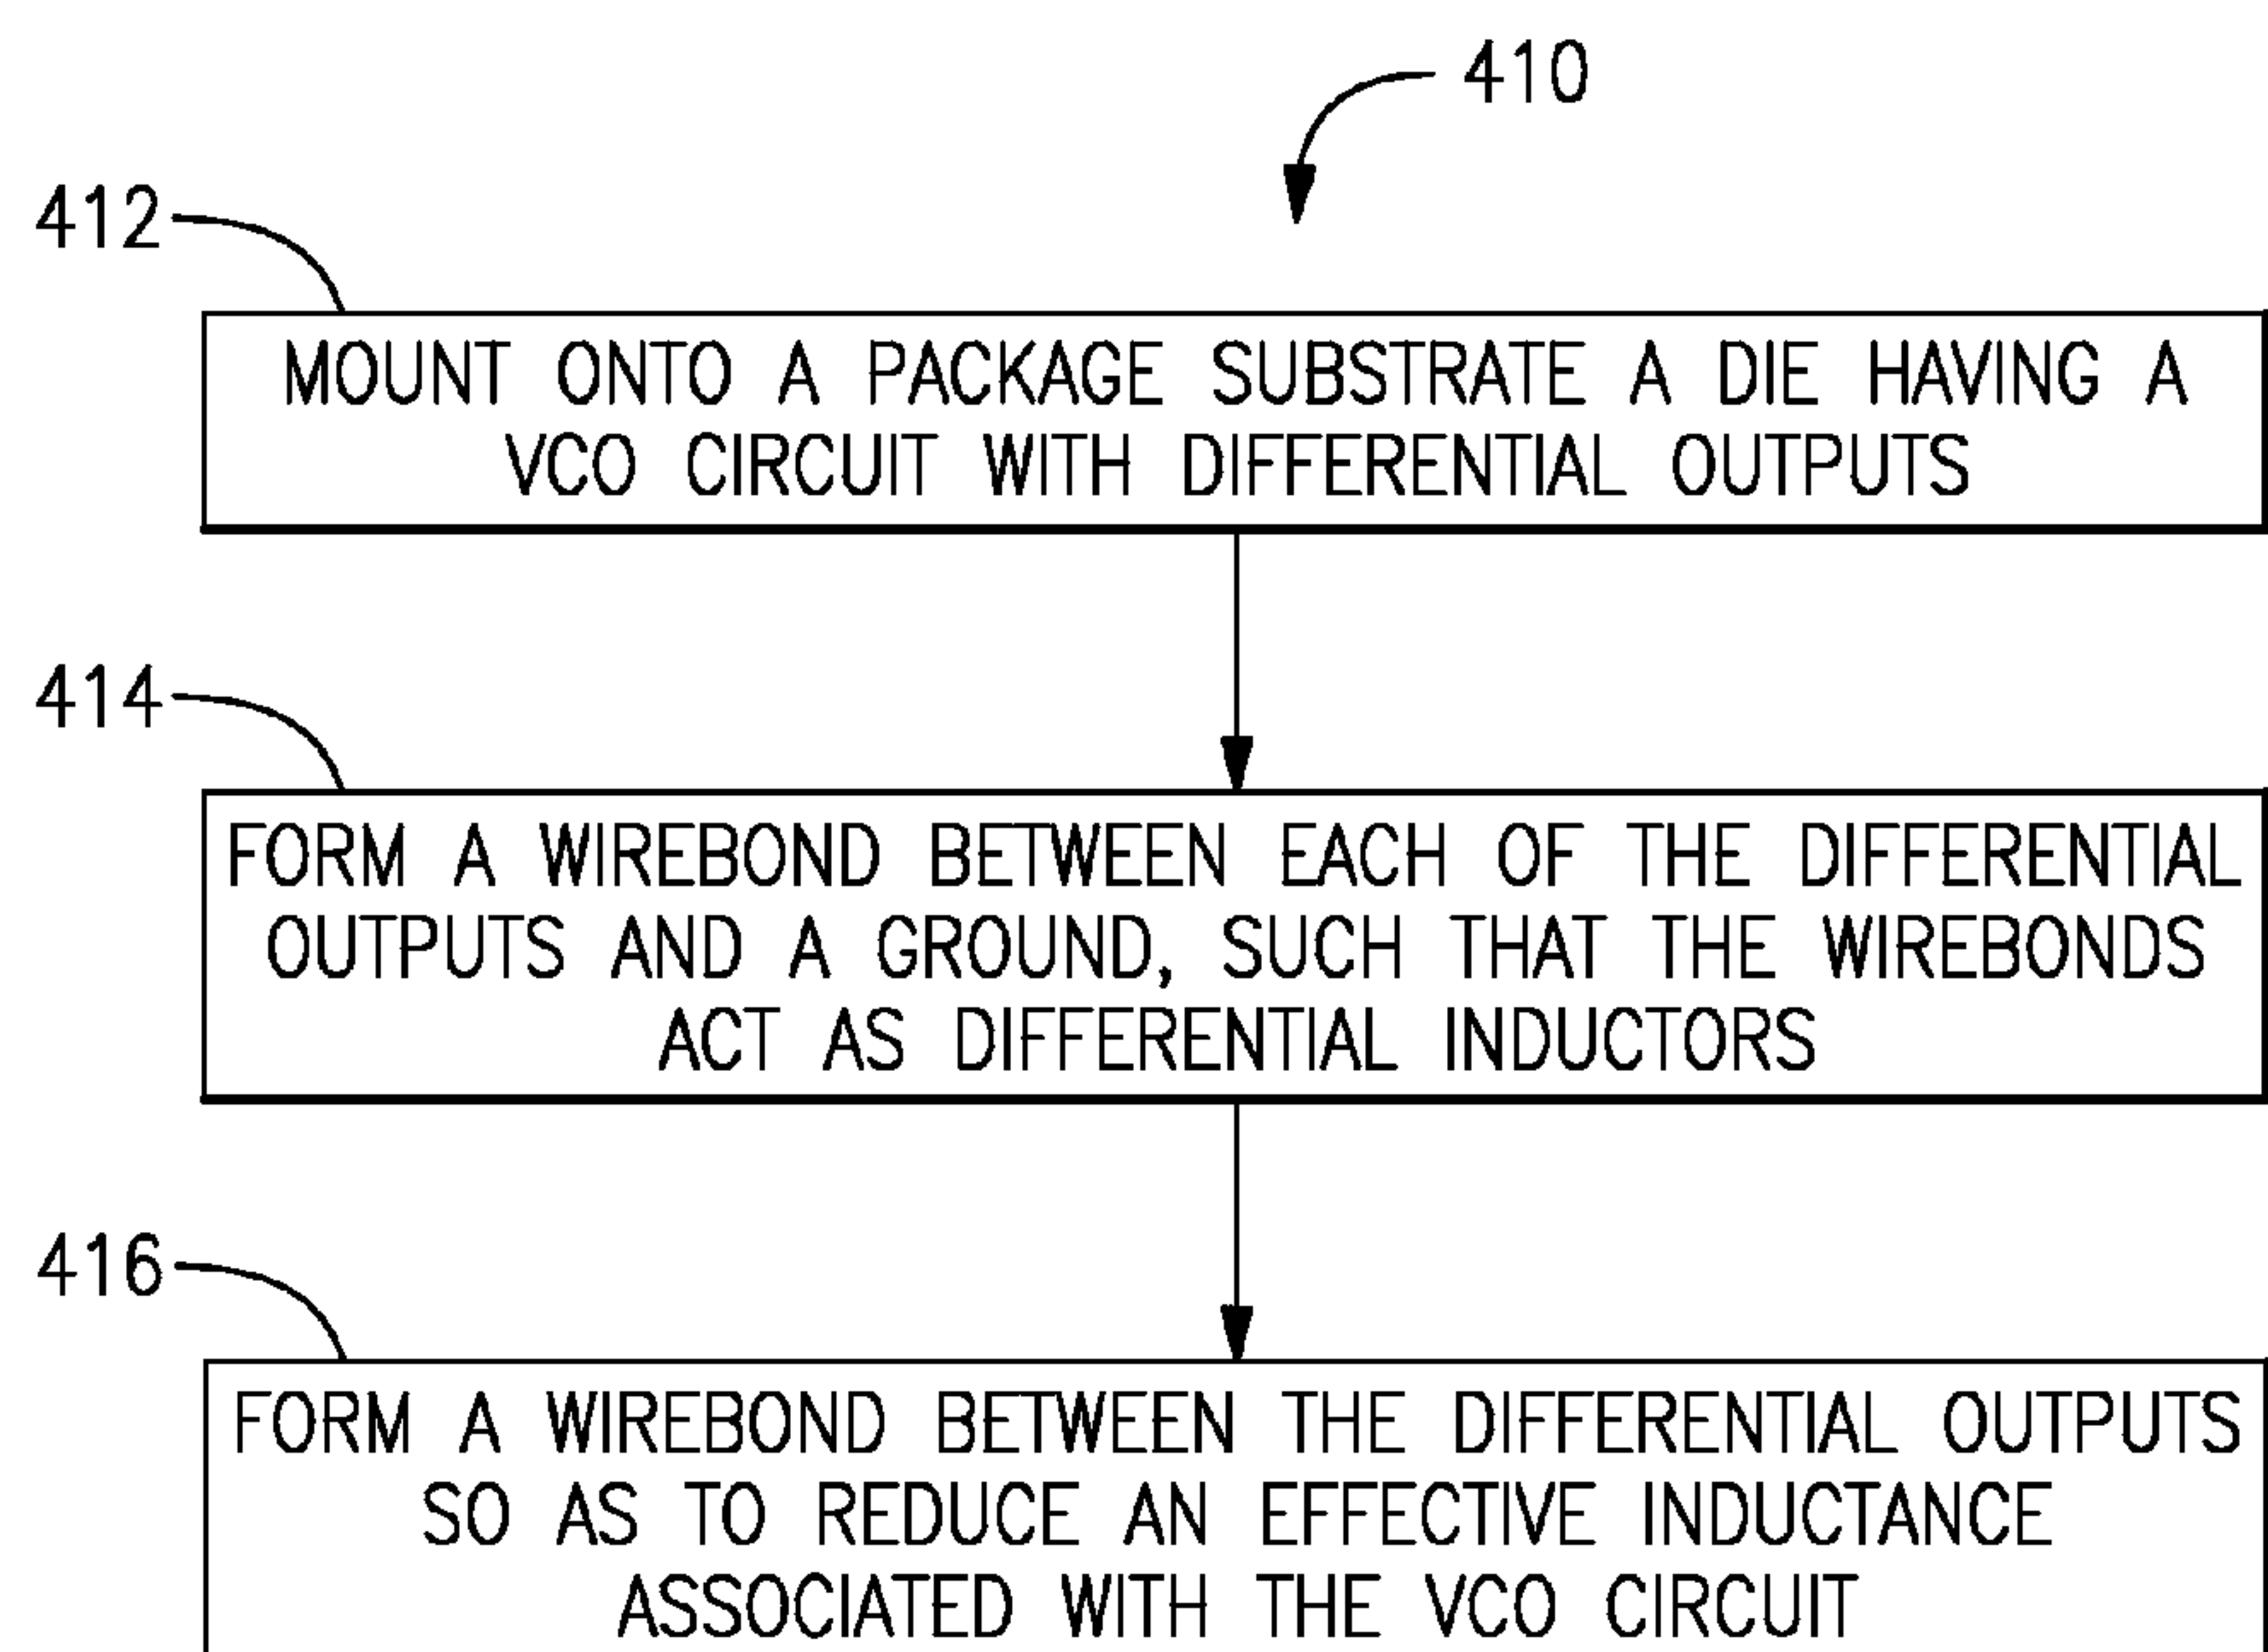 410
412
MOUNT ONTO A PACKAGE SUBSTRATE A DIE HAVING A
VCO CIRCUIT WITH DIFFERENTIAL OUTPUTS
414
FORM A WIREBOND BETWEEN EACH OF THE DIFFERENTIAL
OUTPUTS AND A GROUND, SUCH THAT THE WIREBONDS
ACT AS DIFFERENTIAL INDUCTORS
416
FORM A WIREBOND BETWEEN THE DIFFERENTIAL OUTPUTS
SO AS TO REDUCE AN EFFECTIVE INDUCTANCE
ASSOCIATED WITH THE VCO CIRCUIT